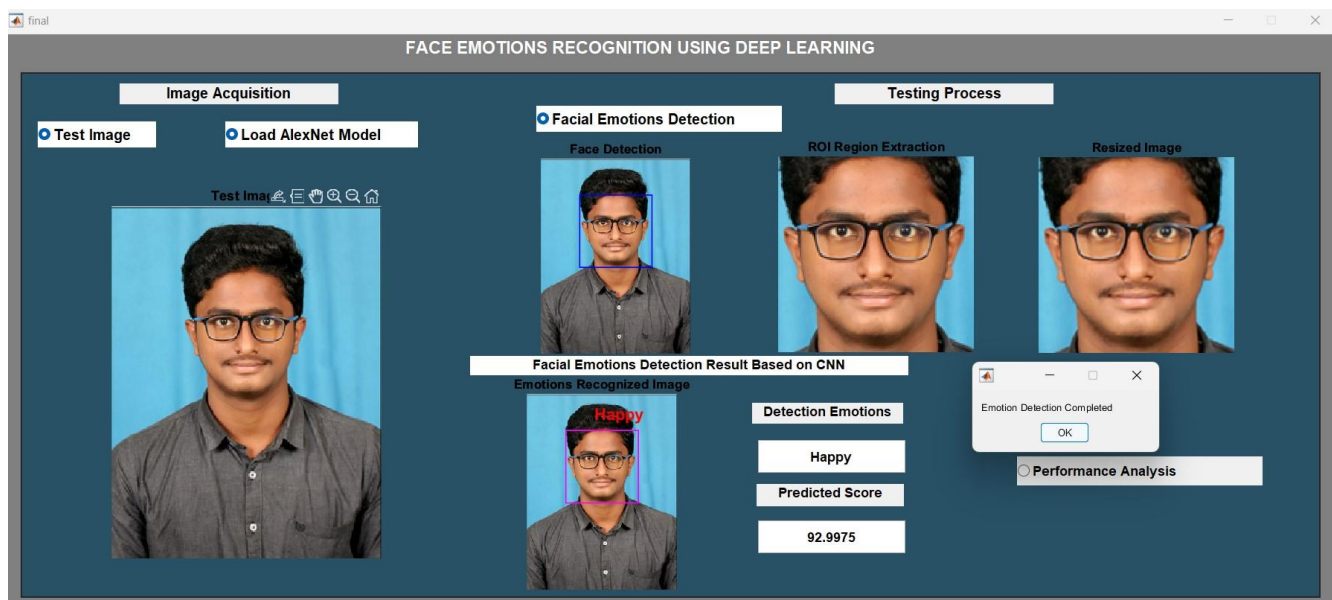 final
FACE EMOTIONS RECOGNITION USING DEEP LEARNING
Image Acquisition
Testing Process
Test Image
Load AlexNet Model
Facial Emotions Detection
Face Detection
ROI Region Extraction
Resized Image
Test Imag
Facial Emotions Detection Result Based on CNN
Emotions Recognized Image
Happy
Detection Emotions
Happy
Predicted Score
92.9975
Emotion Detection Completed
OK
Performance Analysis